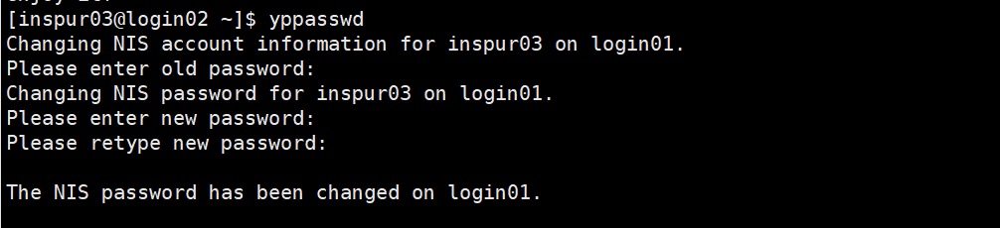 [inspur03@login02 ~]$ yppasswd
Changing NIS account information for inspur03 on login01.
Please enter old password:
Changing NIS password for inspur03 on login01.
Please enter new password:
Please retype new password:
The NIS password has been changed on login01.